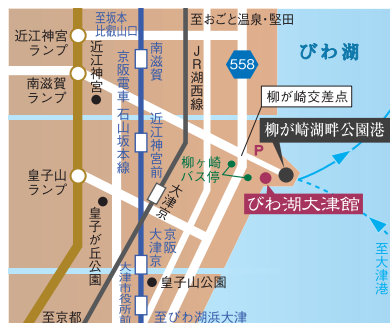 至坂本
比叡山口
至おごと温泉・堅田
近江神宮
ランプ
南滋賀
近江神宮
京阪電車 石山坂本線
JR湖西線
558
びわ湖
南滋賀
ランプ
柳が崎交差点
近江神宮前
柳が崎湖畔公園港
P
柳ヶ崎
バス停
皇子山
ランプ
大津京
びわ湖大津館
皇子が丘公園
京阪
大津京
至大津港
大津市役所前
皇子山公園
至京都
至びわ湖浜大津